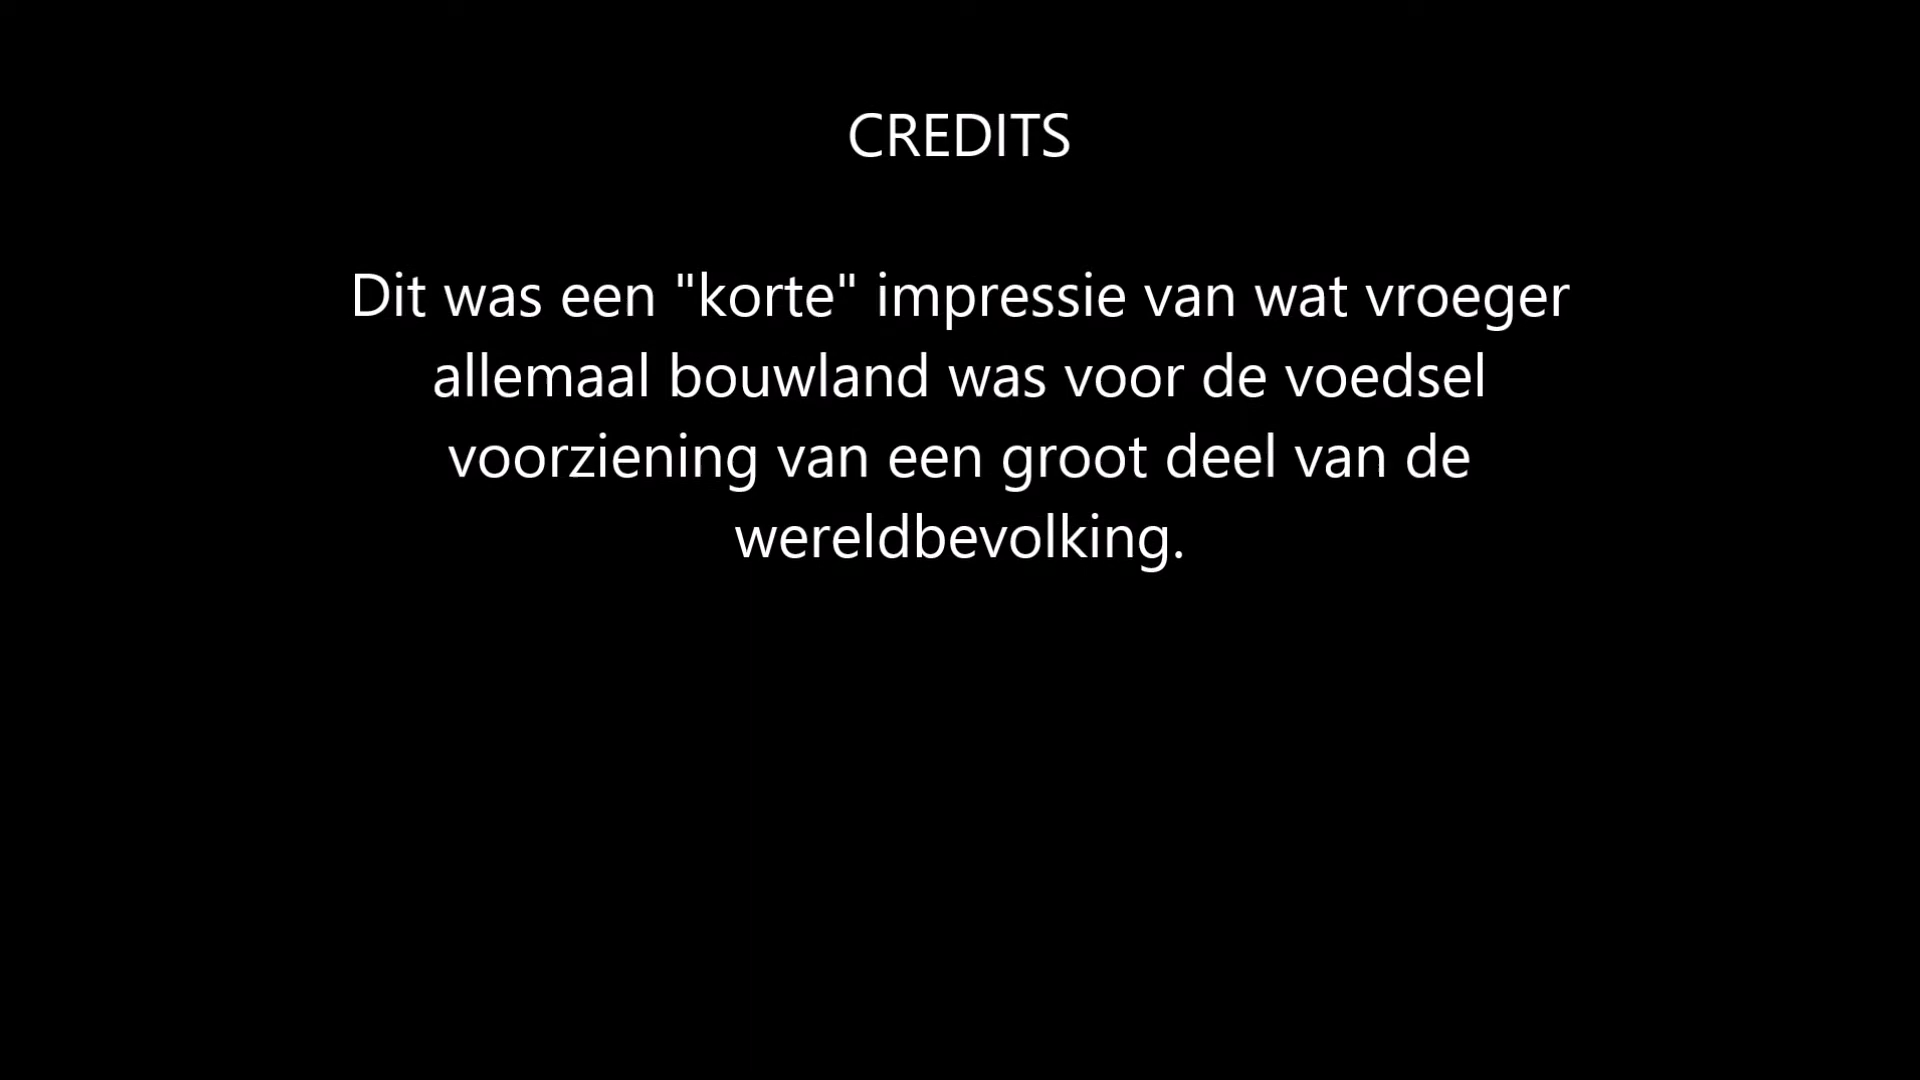 CREDITS
Dit was een "korte" impressie van wat vroeger
allemaal bouwland was voor de voedsel
voorziening van een groot deel van de
wereldbevolking.